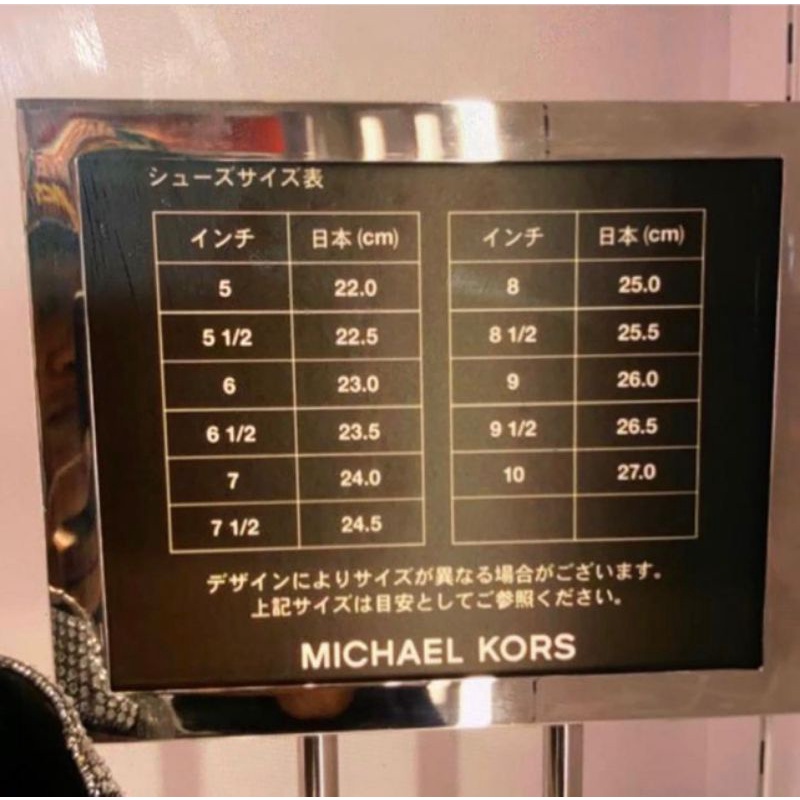 シューズサイズ表
インチ 日本(cm)
5 22.0
5 1/2 22.5
6 23.0
6 1/2 23.5
7 24.0
7 1/2 24.5
インチ 日本(cm)
8 25.0
8 1/2 25.5
9 26.0
9 1/2 26.5
10 27.0
デザインによりサイズが異なる場合がございます。
上記サイズは目安としてご参照ください。
MICHAEL KORS